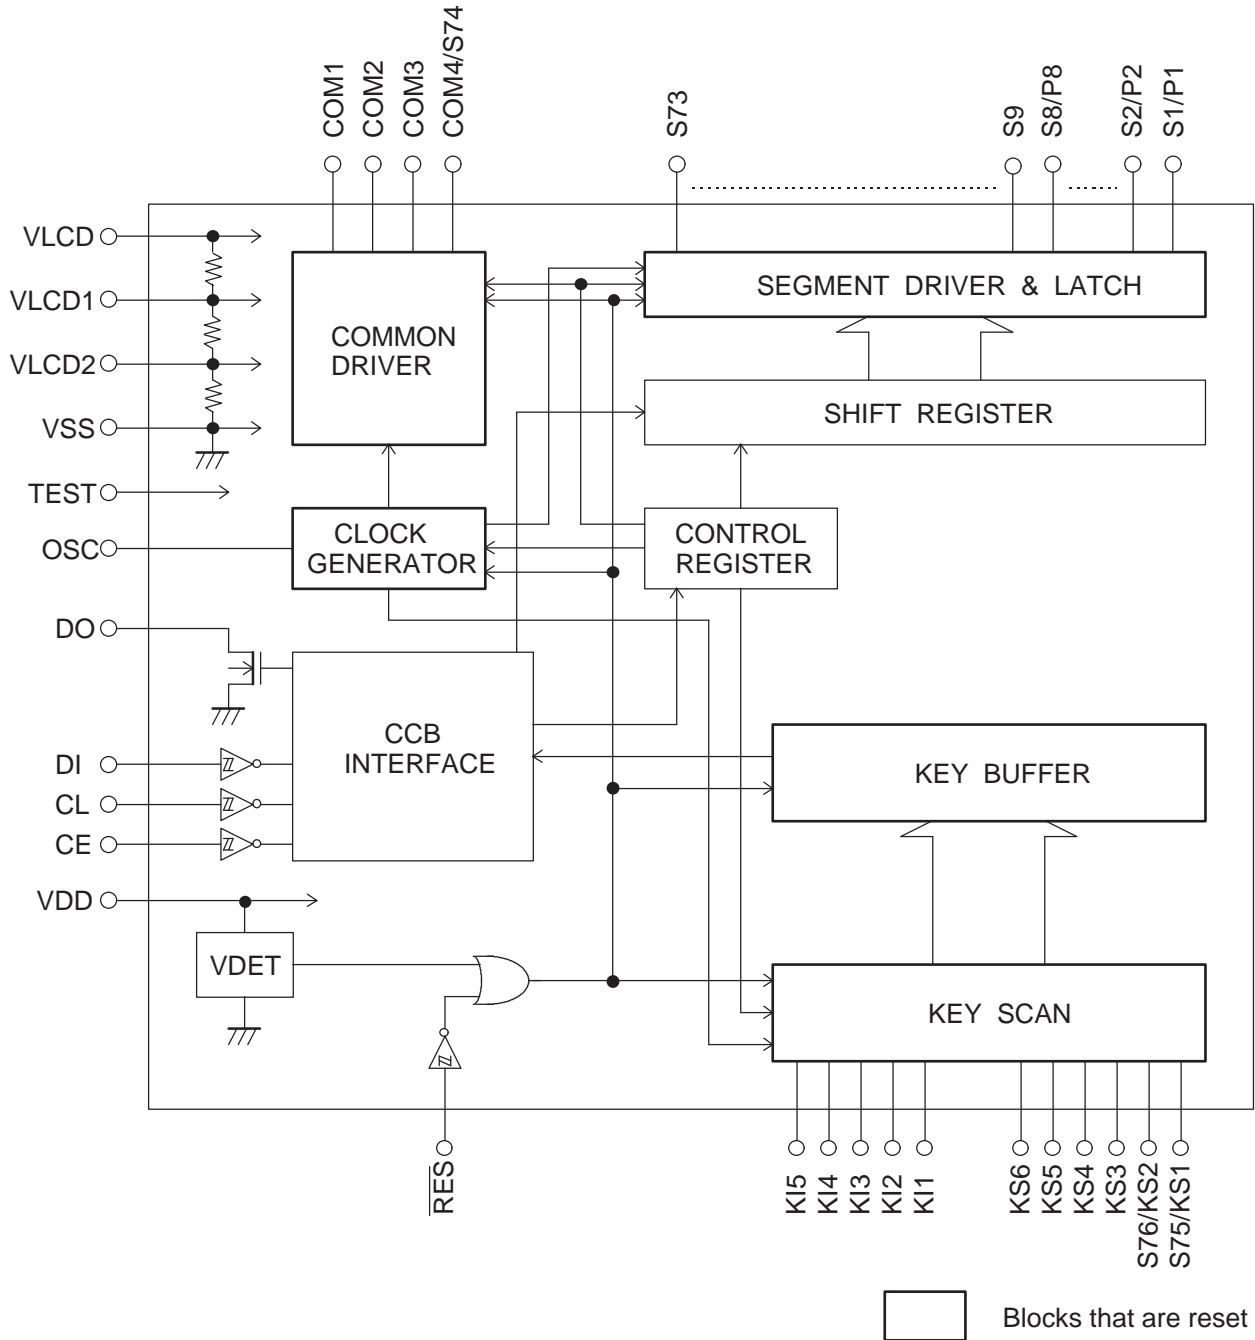 COM1
COM2
COM3
COM4/S74
S73
S9
S8/P8
S2/P2
S1/P1
VLCD
VLCD1
VLCD2
VSS
TEST
OSC
DO
DI
CL
CE
VDD
COMMON
DRIVER
SEGMENT DRIVER & LATCH
SHIFT REGISTER
CLOCK
GENERATOR
CONTROL
REGISTER
CCB
INTERFACE
KEY BUFFER
VDET
KEY SCAN
RES
KI5
KI4
KI3
KI2
KI1
KS6
KS5
KS4
KS3
S76/KS2
S75/KS1
Blocks that are reset